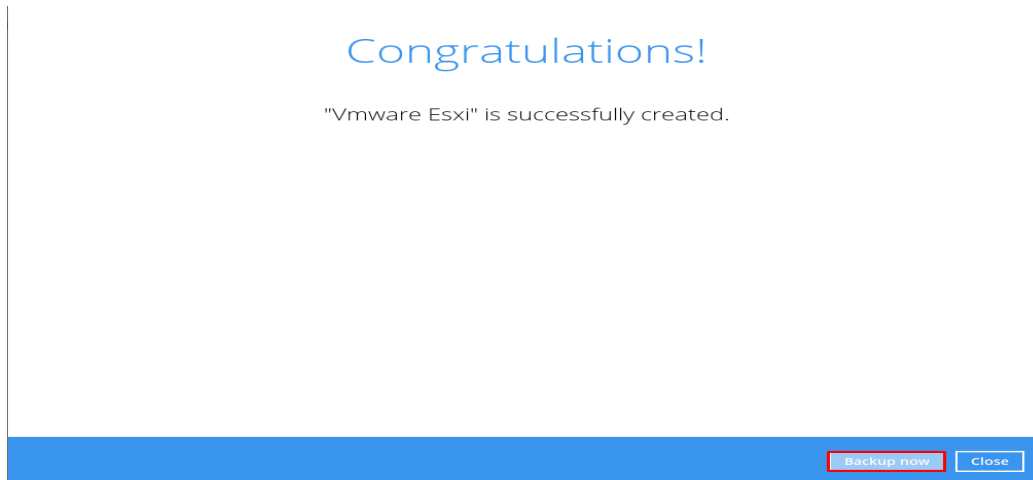 Congratulations!
"Vmware Esxi" is successfully created.
Backup now Close